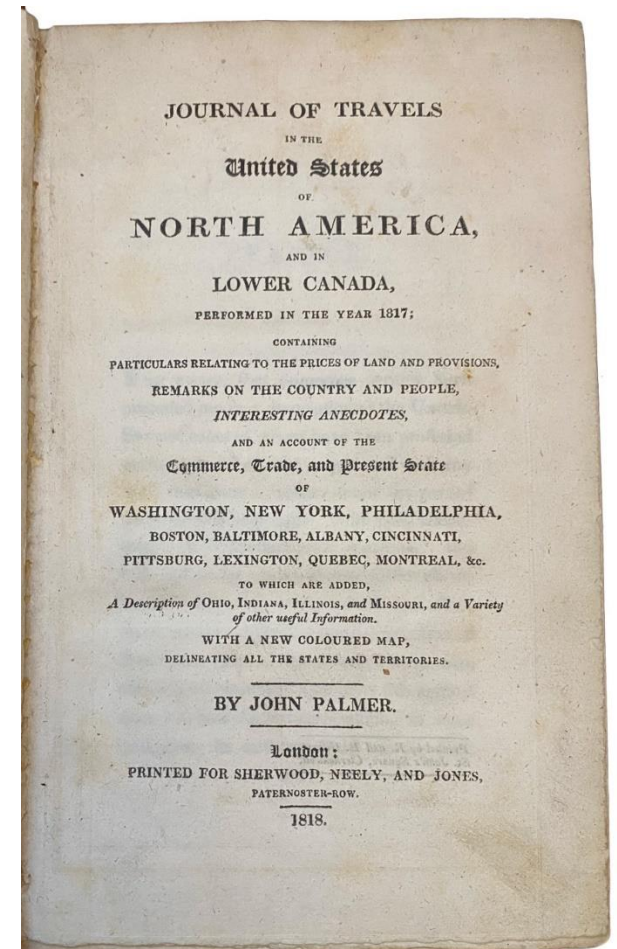 JOURNAL OF TRAVELS
IN THE
United States
OF
NORTH AMERICA,
AND IN
LOWER CANADA,
PERFORMED IN THE YEAR 1817;
CONTAINING
PARTICULARS RELATING TO THE PRICES OF LAND AND PROVISIONS,
REMARKS ON THE COUNTRY AND PEOPLE,
INTERESTING ANECDOTES,
AND AN ACCOUNT OF THE
Commerce, Trade, and Present State
OF
WASHINGTON, NEW YORK, PHILADELPHIA,
BOSTON, BALTIMORE, ALBANY, CINCINNATI,
PITTSBURG, LEXINGTON, QUEBEC, MONTREAL, &c.
TO WHICH ARE ADDED,
A Description of OHIO, INDIANA, ILLINOIS, and MISSOURI, and a Variety
of other useful Information.
WITH A NEW COLOURED MAP,
DELINEATING ALL THE STATES AND TERRITORIES.
BY JOHN PALMER.
London:
PRINTED FOR SHERWOOD, NEELY, AND JONES,
PATERNOSTER-ROW.
1818.